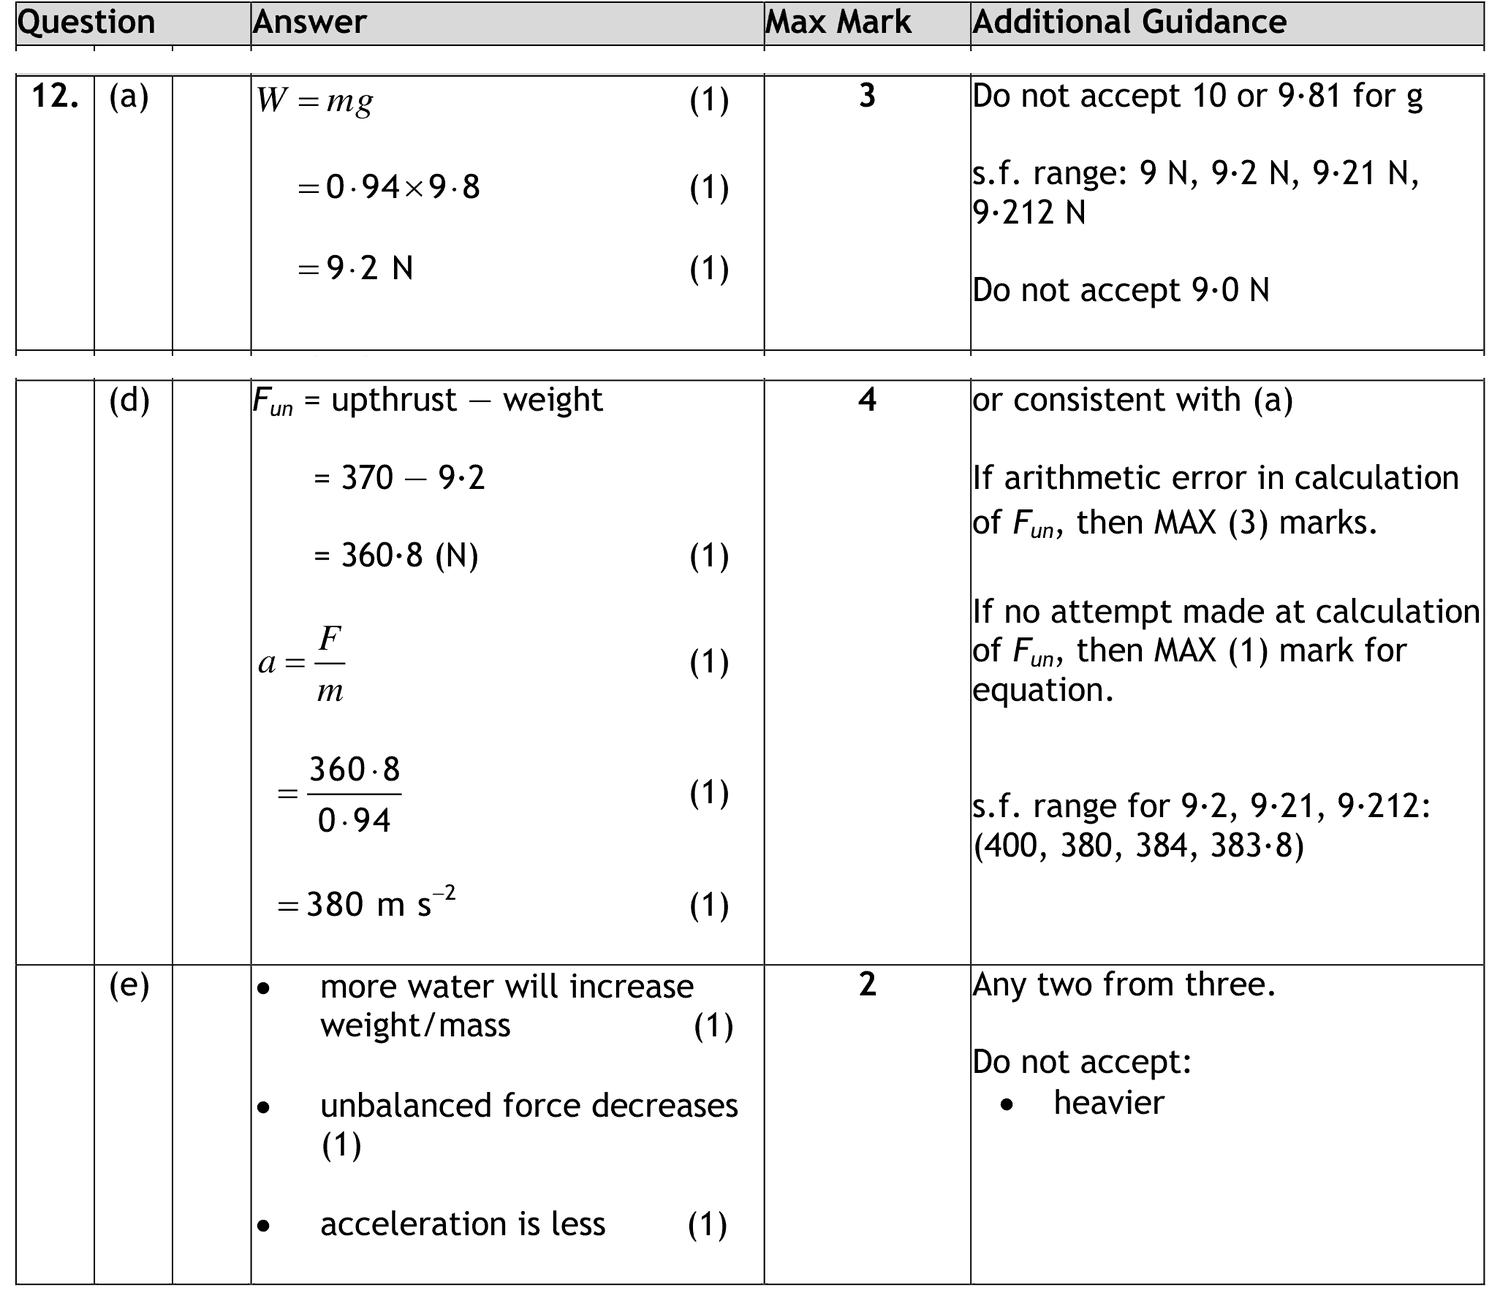 Question Answer Max Mark Additional Guidance
12. (a) W = mg (1) 3 Do not accept 10 or 9·81 for g
= 0·94×9·8 (1) s.f. range: 9 N, 9·2 N, 9·21 N,
9·212 N
= 9·2 N (1)
Do not accept 9·0 N
(d) Fun = upthrust – weight 4 or consistent with (a)
= 370 – 9·2 If arithmetic error in calculation
of Fun, then MAX (3) marks.
= 360·8 (N) (1)
If no attempt made at calculation
of Fun, then MAX (1) mark for
equation.
a = F/m (1)
= 360·8/0·94 (1)
s.f. range for 9·2, 9·21, 9·212:
(400, 380, 384, 383·8)
= 380 m s⁻² (1)
(e) • more water will increase 2 Any two from three.
weight/mass (1)
Do not accept:
• unbalanced force decreases • heavier
(1)
• acceleration is less (1)